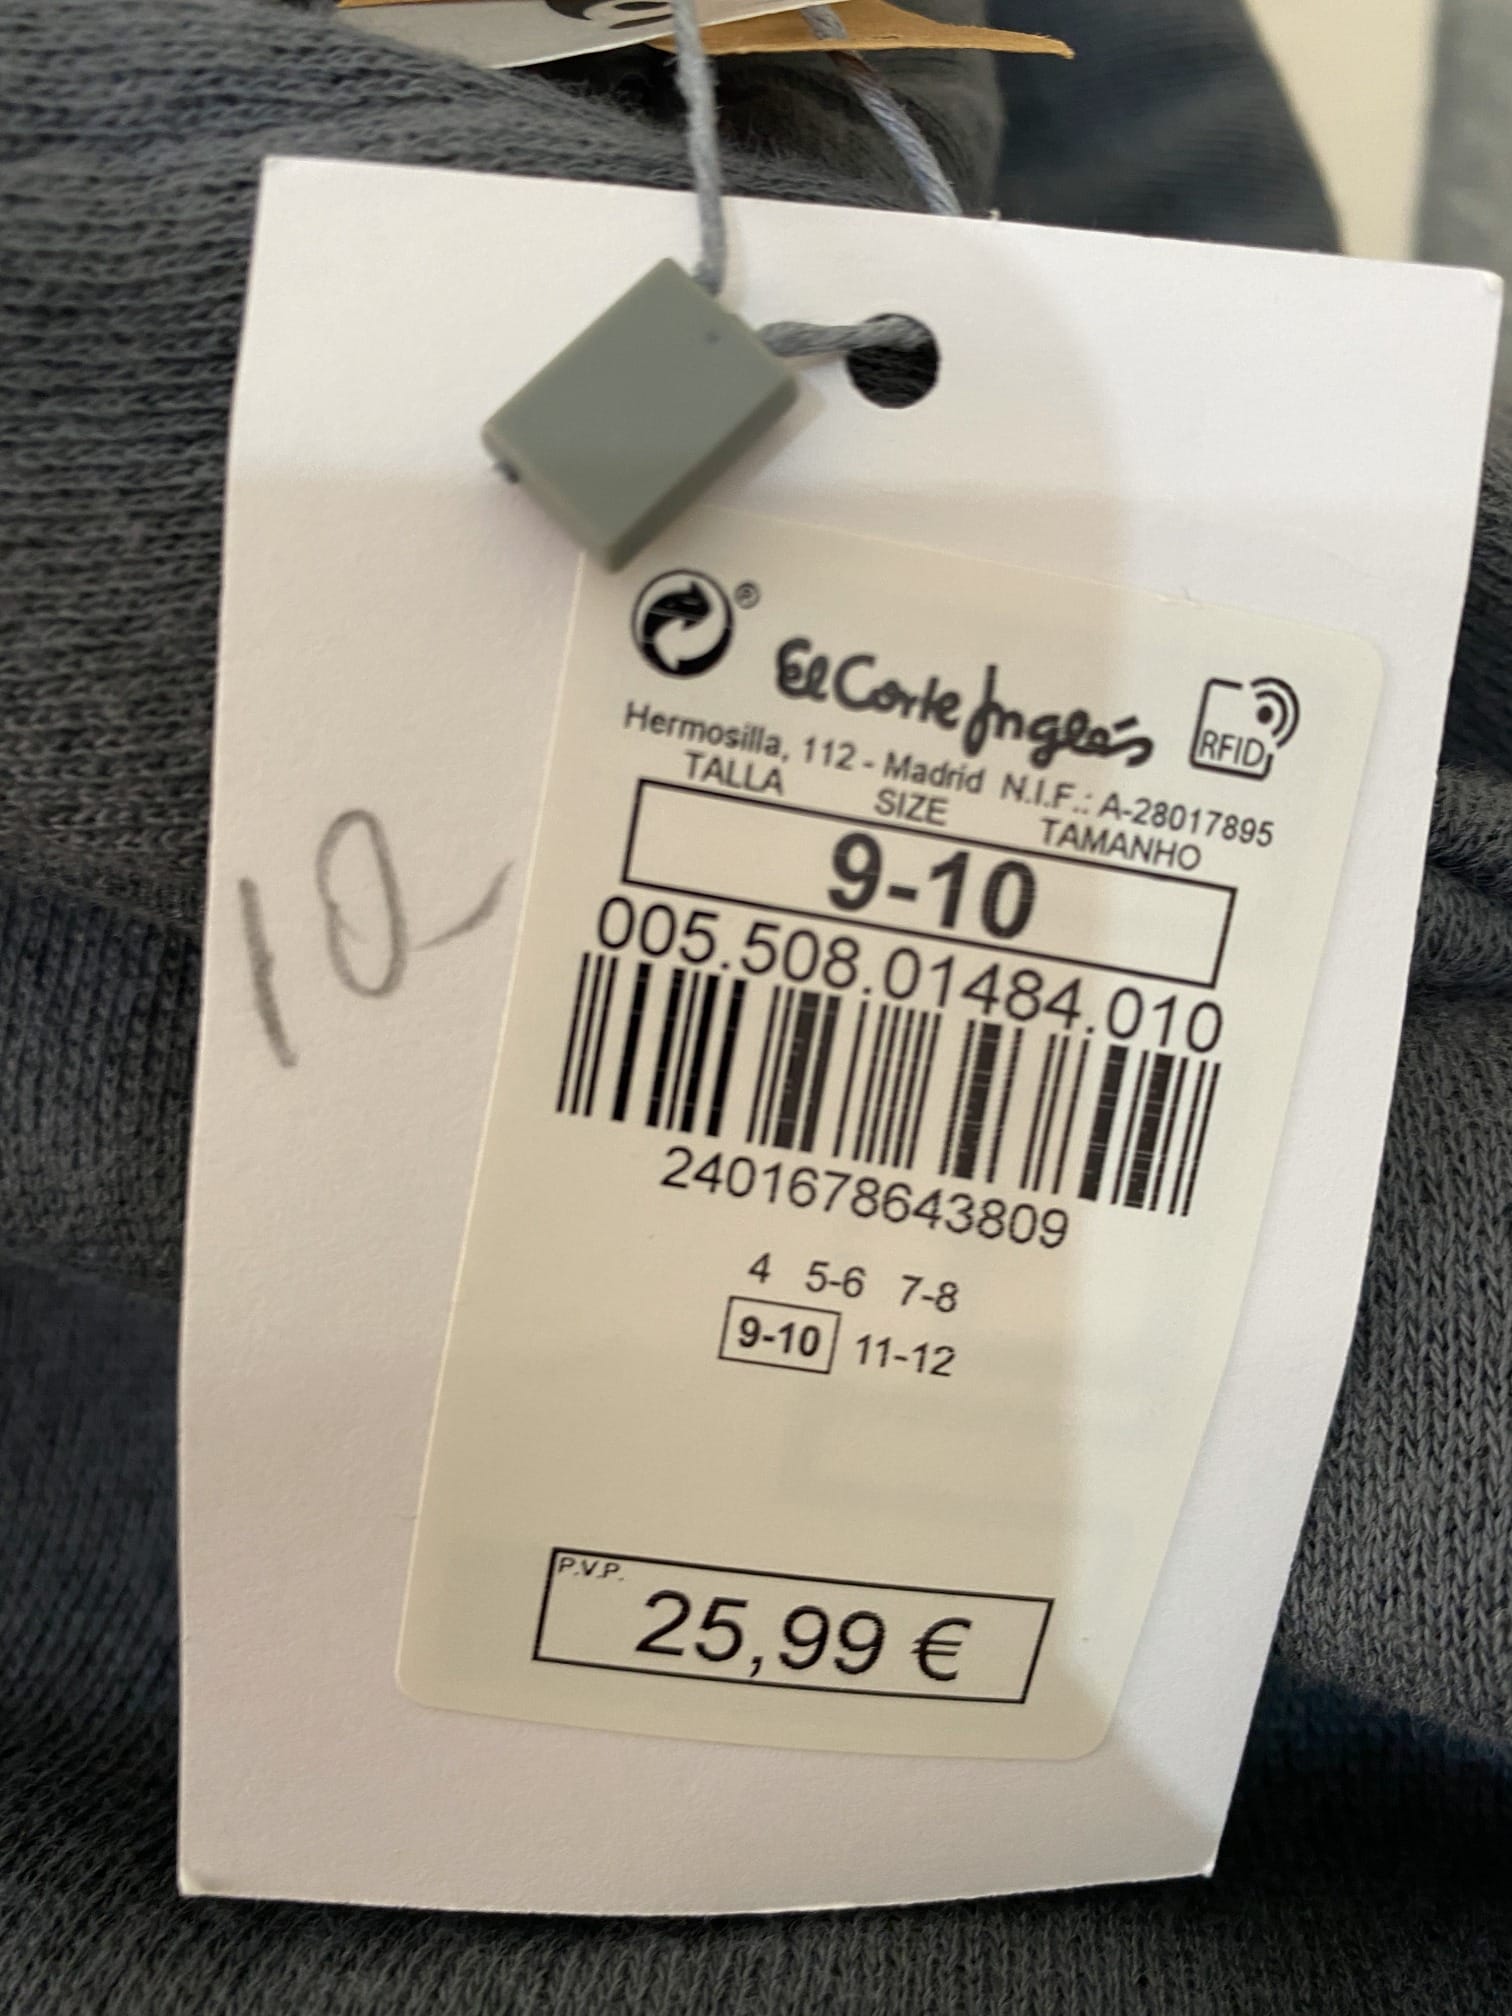 ®
El Corte Inglés
RFID
Hermosilla, 112 - Madrid N.I.F.: A-28017895
TALLA SIZE TAMANHO
9-10
005.508.01484.010
2401678643809
4 5-6 7-8
9-10 11-12
P.V.P.
25,99 €
10